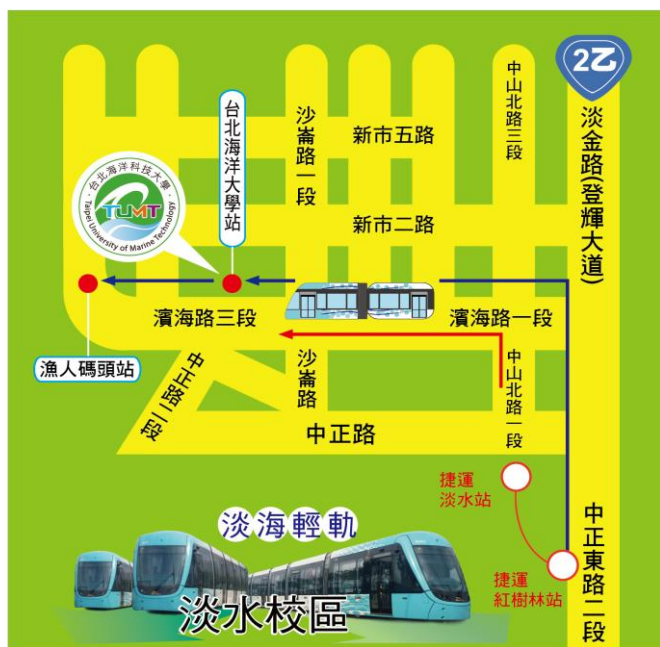 2乙
中山北路三段
淡金路(登輝大道)
台北海洋大學站
沙崙路一段
新市五路
·台北海洋科技大學·
TUMT
Taipei University of Marine Technology
新市二路
濱海路三段
濱海路一段
漁人碼頭站
中正路二段
沙崙路
中山北路一段
中正路
捷運
淡水站
捷運
紅樹林站
中正東路二段
淡海輕軌
淡水校區